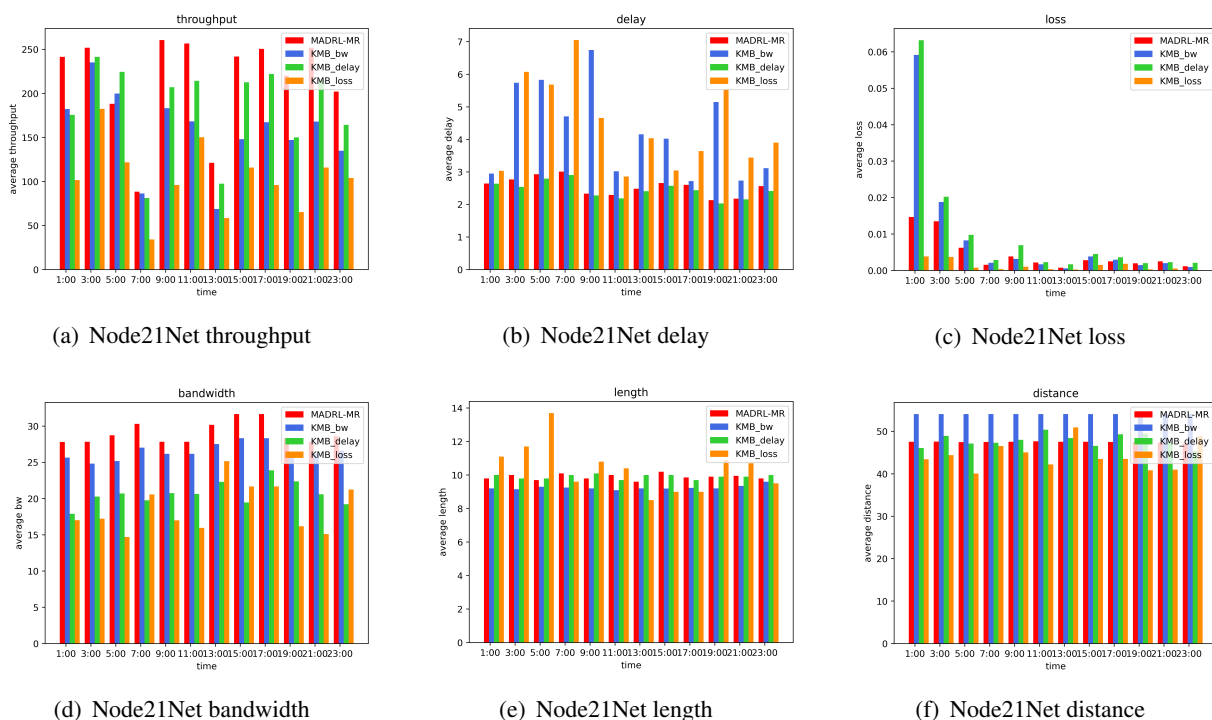 throughput
MADRL-MR
KMB_bw
KMB_delay
KMB_loss
250
200
150
100
50
0
average throughput
1:00 3:00 5:00 7:00 9:00 11:00 13:00 15:00 17:00 19:00 21:00 23:00
time
(a) Node21Net throughput
delay
MADRL-MR
KMB_bw
KMB_delay
KMB_loss
7
6
5
4
3
2
1
0
average delay
1:00 3:00 5:00 7:00 9:00 11:00 13:00 15:00 17:00 19:00 21:00 23:00
time
(b) Node21Net delay
loss
MADRL-MR
KMB_bw
KMB_delay
KMB_loss
0.06
0.05
0.04
0.03
0.02
0.01
0.00
average loss
1:00 3:00 5:00 7:00 9:00 11:00 13:00 15:00 17:00 19:00 21:00 23:00
time
(c) Node21Net loss
bandwidth
MADRL-MR
KMB_bw
KMB_delay
KMB_loss
30
25
20
15
10
5
0
average bw
1:00 3:00 5:00 7:00 9:00 11:00 13:00 15:00 17:00 19:00 21:00 23:00
time
(d) Node21Net bandwidth
length
MADRL-MR
KMB_bw
KMB_delay
KMB_loss
14
12
10
8
6
4
2
0
average length
1:00 3:00 5:00 7:00 9:00 11:00 13:00 15:00 17:00 19:00 21:00 23:00
time
(e) Node21Net length
distance
MADRL-MR
KMB_bw
KMB_delay
KMB_loss
50
40
30
20
10
0
average distance
1:00 3:00 5:00 7:00 9:00 11:00 13:00 15:00 17:00 19:00 21:00 23:00
time
(f) Node21Net distance